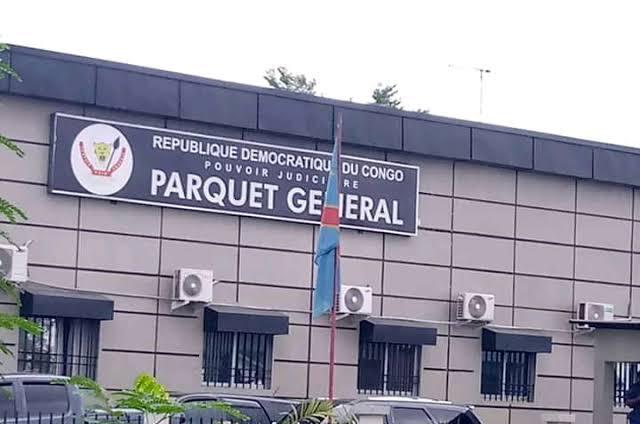 REPUBLIQUE DEMOCRATIQUE DU CONGO
POUVOIR JUDICIAIRE
PARQUET GENERAL